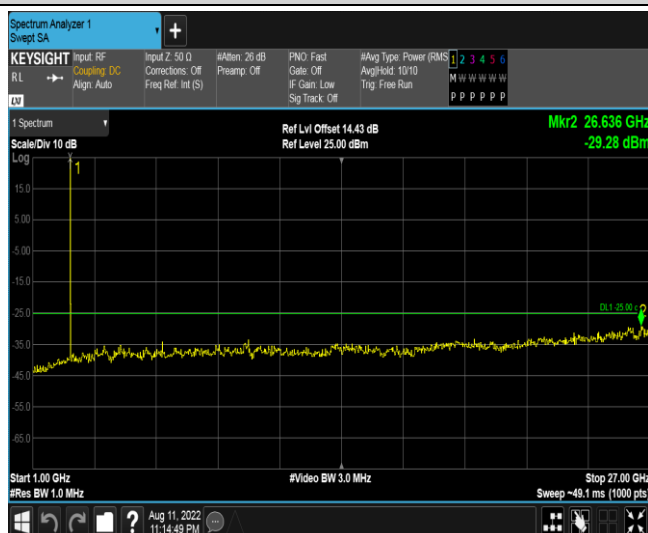 Spectrum Analyzer 1
Swept SA
+
KEYSIGHT Input: RF Input Z: 50 Ω #Atten: 26 dB PNO: Fast #Avg Type: Power (RMS 1 2 3 4 5 6
RL Coupling: DC Corrections: Off Preamp: Off Gate: Off Avg|Hold: 10/10 M W W W W W
Align: Auto Freq Ref: Int (S) IF Gain: Low Trig: Free Run
Sig Track: Off P P P P P P
LXI
1 Spectrum Ref Lvl Offset 14.43 dB Mkr2 26.636 GHz
Scale/Div 10 dB Ref Level 25.00 dBm -29.28 dBm
Log
1
15.0
5.00
-5.00
-15.0
DL1 -25.00 2
-35.0
-45.0
-55.0
-65.0
Start 1.00 GHz #Video BW 3.0 MHz Stop 27.00 GHz
#Res BW 1.0 MHz Sweep ~49.1 ms (1000 pts)
? Aug 11, 2022
11:14:49 PM